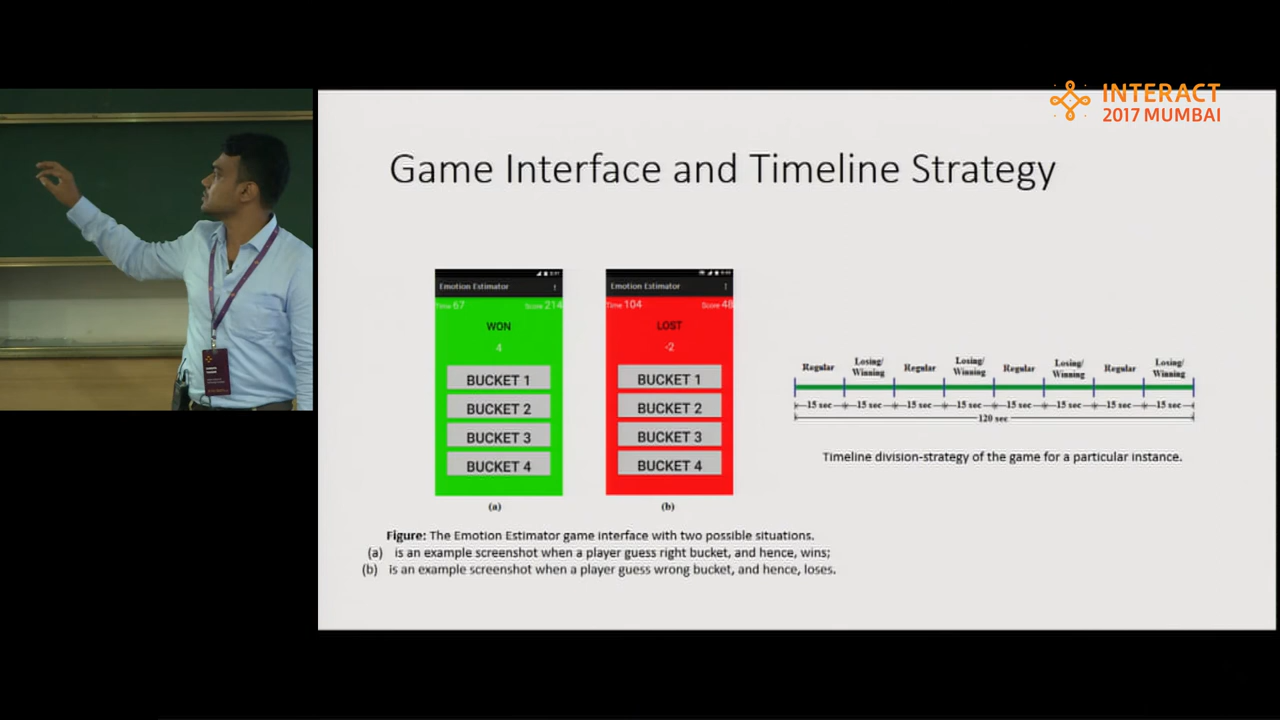 INTERACT
2017 MUMBAI
Game Interface and Timeline Strategy
Emotion Estimator
Time 67 Score 214
WON
4
BUCKET 1
BUCKET 2
BUCKET 3
BUCKET 4
(a)
Emotion Estimator
Time 104 Score 48
LOST
-2
BUCKET 1
BUCKET 2
BUCKET 3
BUCKET 4
(b)
Regular Losing/ Winning Regular Losing/ Winning Regular Losing/ Winning Regular Losing/ Winning
15 sec 15 sec 15 sec 15 sec 15 sec 15 sec 15 sec 15 sec
120 sec
Timeline division-strategy of the game for a particular instance.
Figure: The Emotion Estimator game interface with two possible situations.
(a) is an example screenshot when a player guess right bucket, and hence, wins;
(b) is an example screenshot when a player guess wrong bucket, and hence, loses.